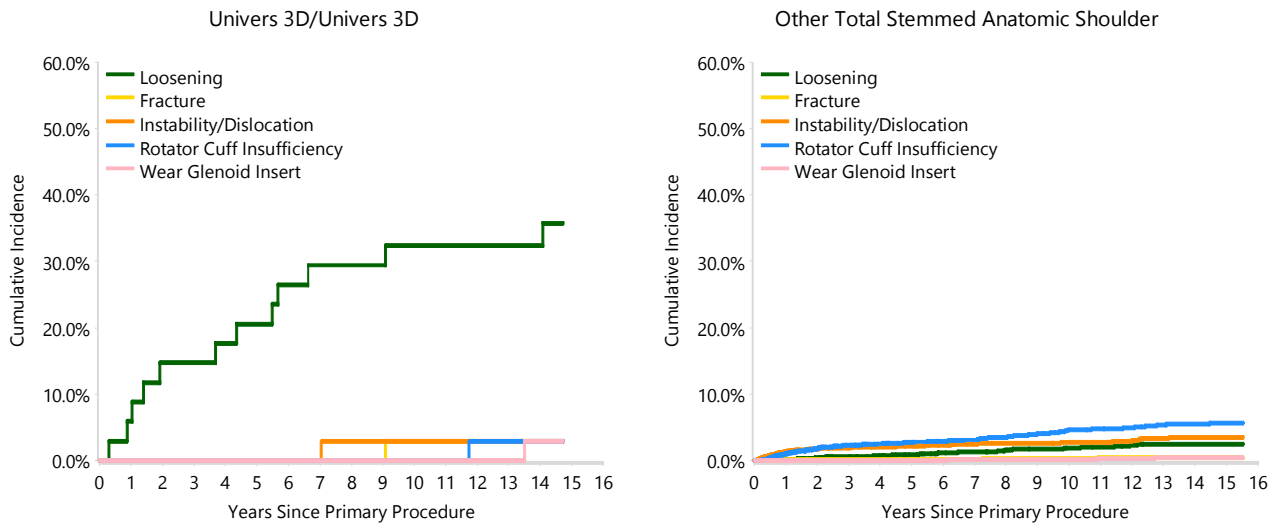 Univers 3D/Univers 3D
60.0%
50.0%
40.0%
30.0%
20.0%
10.0%
0.0%
Cumulative Incidence
Loosening
Fracture
Instability/Dislocation
Rotator Cuff Insufficiency
Wear Glenoid Insert
0 1 2 3 4 5 6 7 8 9 10 11 12 13 14 15 16
Years Since Primary Procedure
Other Total Stemmed Anatomic Shoulder
60.0%
50.0%
40.0%
30.0%
20.0%
10.0%
0.0%
Cumulative Incidence
Loosening
Fracture
Instability/Dislocation
Rotator Cuff Insufficiency
Wear Glenoid Insert
0 1 2 3 4 5 6 7 8 9 10 11 12 13 14 15 16
Years Since Primary Procedure